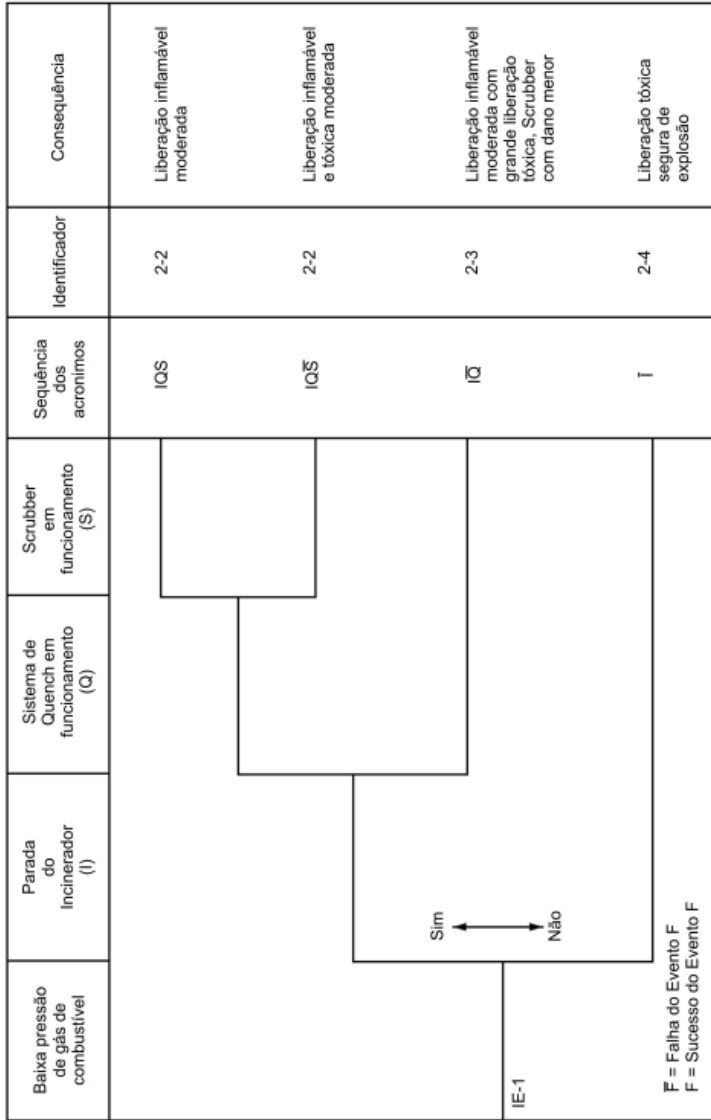 Baixa pressão
de gás de
combustível
Parada
do
Incinerador
(I)
Sistema de
Quench em
funcionamento
(Q)
Scrubber
em
funcionamento
(S)
Sequência
dos
acronimos
Identificador
Consequência
IE-1
Sim
Não
IQS
2-2
Liberação inflamável
moderada
IQS̅
2-2
Liberação inflamável
e tóxica moderada
IQ̅
2-3
Liberação inflamável
moderada com
grande liberação
tóxica, Scrubber
com dano menor
I̅
2-4
Liberação tóxica
segura de
explosão
F̅ = Falha do Evento F
F = Sucesso do Evento F